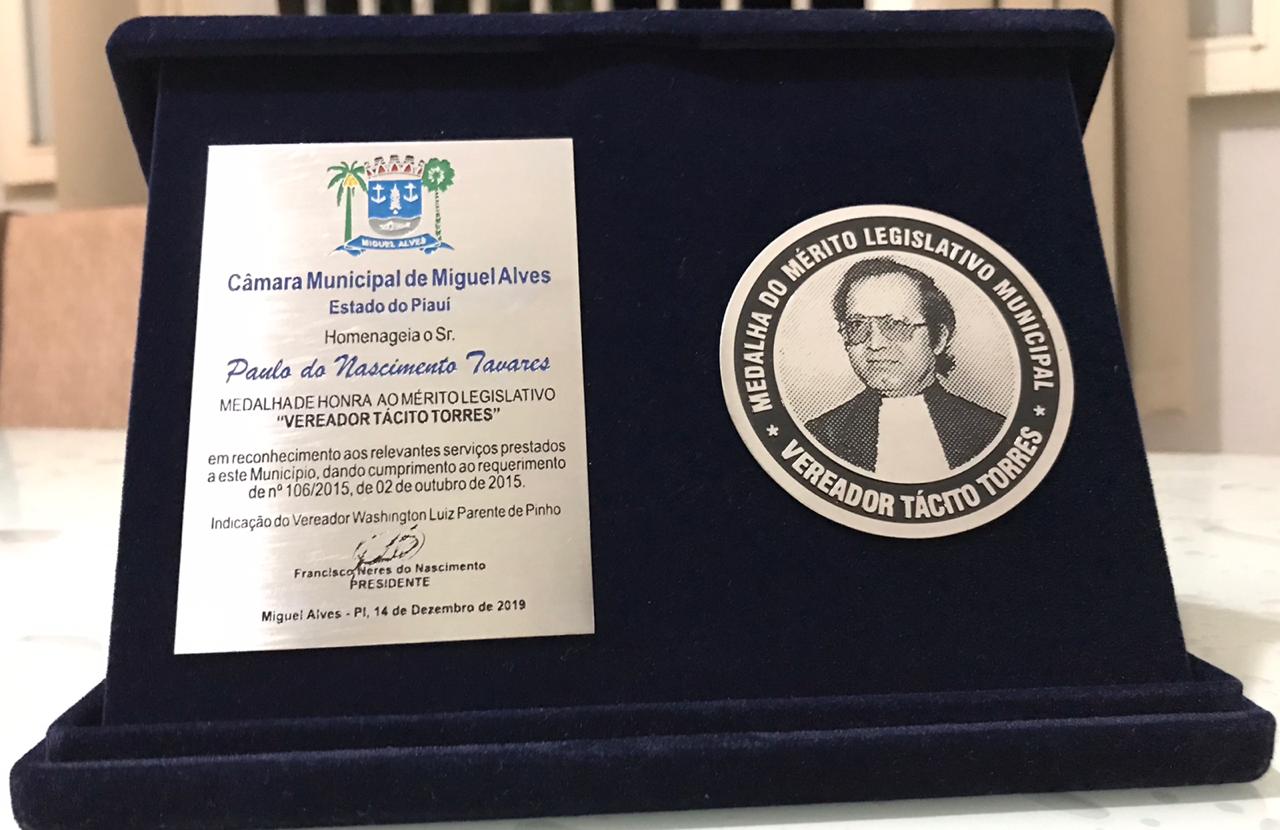 MIGUEL ALVES
Câmara Municipal de Miguel Alves
Estado do Piauí
Homenageia o Sr.
Paulo do Nascimento Tavares
MEDALHA DE HONRA AO MÉRITO LEGISLATIVO
“VEREADOR TÁCITO TORRES”
em reconhecimento aos relevantes serviços prestados
a este Município, dando cumprimento ao requerimento
de nº 106/2015, de 02 de outubro de 2015.
Indicação do Vereador Washington Luiz Parente de Pinho
Francisco Neres do Nascimento
PRESIDENTE
Miguel Alves - PI, 14 de Dezembro de 2019
MEDALHA DO MÉRITO LEGISLATIVO MUNICIPAL
* VEREADOR TÁCITO TORRES *